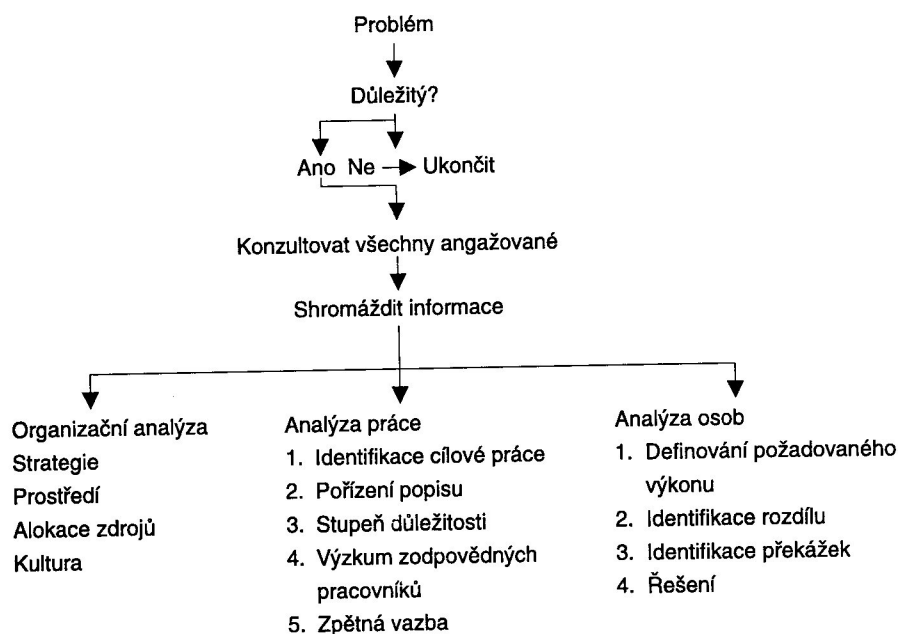 Problém
Důležitý?
Ano Ne Ukončit
Konzultovat všechny angažované
Shromáždit informace
Organizační analýza
Strategie
Prostředí
Alokace zdrojů
Kultura
Analýza práce
1. Identifikace cílové práce
2. Pořízení popisu
3. Stupeň důležitosti
4. Výzkum zodpovědných
pracovníků
5. Zpětná vazba
Analýza osob
1. Definování požadovaného
výkonu
2. Identifikace rozdílu
3. Identifikace překážek
4. Řešení